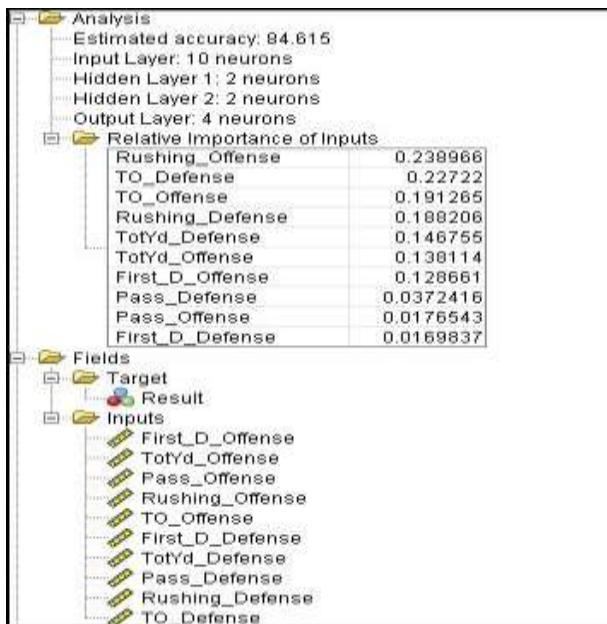 Analysis
Estimated accuracy: 84.615
Input Layer: 10 neurons
Hidden Layer 1: 2 neurons
Hidden Layer 2: 2 neurons
Output Layer: 4 neurons
Relative Importance of Inputs
Rushing_Offense 0.238966
TO_Defense 0.22722
TO_Offense 0.191265
Rushing_Defense 0.188206
TotYd_Defense 0.146755
TotYd_Offense 0.138114
First_D_Offense 0.128661
Pass_Defense 0.0372416
Pass_Offense 0.0176543
First_D_Defense 0.0169837
Fields
Target
Result
Inputs
First_D_Offense
TotYd_Offense
Pass_Offense
Rushing_Offense
TO_Offense
First_D_Defense
TotYd_Defense
Pass_Defense
Rushing_Defense
TO_Defense